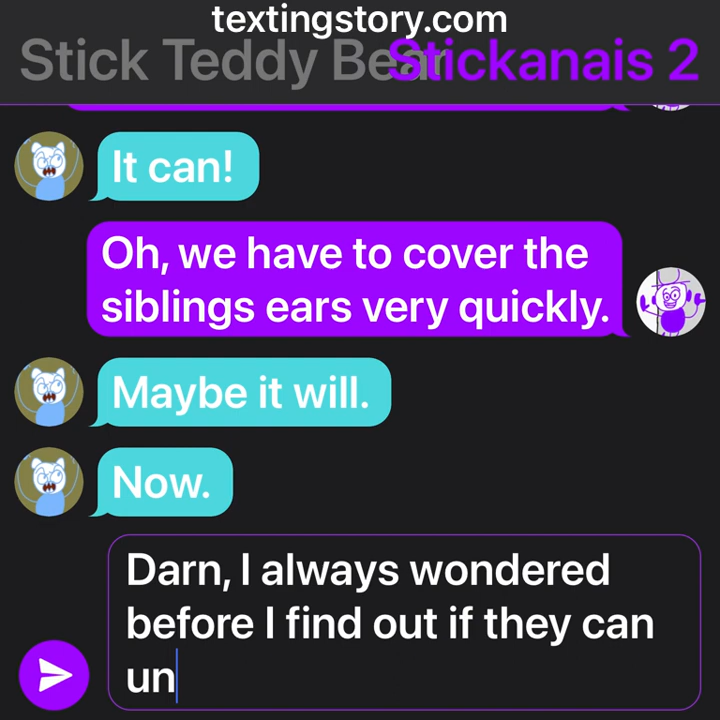 textingstory.com
Stick Teddy Bear Stickanais 2
It can!
Oh, we have to cover the
siblings ears very quickly.
Maybe it will.
Now.
Darn, I always wondered
before I find out if they can
un